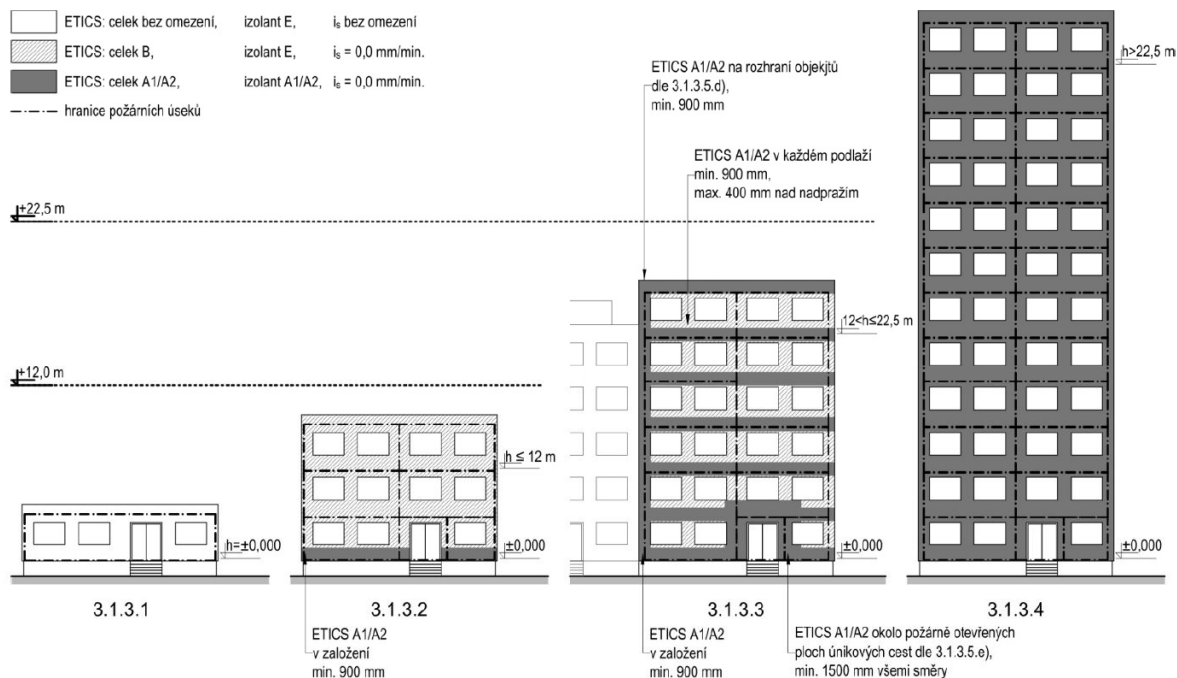 ETICS: celek bez omezení, izolant E, iₛ bez omezení
ETICS: celek B, izolant E, iₛ = 0,0 mm/min.
ETICS: celek A1/A2, izolant A1/A2, iₛ = 0,0 mm/min.
hranice požárních úseků
ETICS A1/A2 na rozhraní objekjtů
dle 3.1.3.5.d),
min. 900 mm
ETICS A1/A2 v každém podlaží
min. 900 mm,
max. 400 mm nad nadpražim
h>22,5 m
+22,5 m
12<h≤22,5 m
+12,0 m
h ≤ 12 m
h=±0,000
±0,000
±0,000
±0,000
3.1.3.1
3.1.3.2
3.1.3.3
3.1.3.4
ETICS A1/A2
v založení
min. 900 mm
ETICS A1/A2
v založení
min. 900 mm
ETICS A1/A2 okolo požárně otevřených
ploch únikových cest dle 3.1.3.5.e),
min. 1500 mm všemi směry